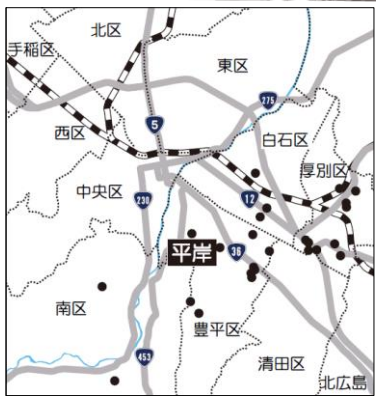 北区
手稲区
東区
275
5
西区
白石区
厚別区
中央区
230
12
平岸
36
南区
豊平区
453
清田区
北広島